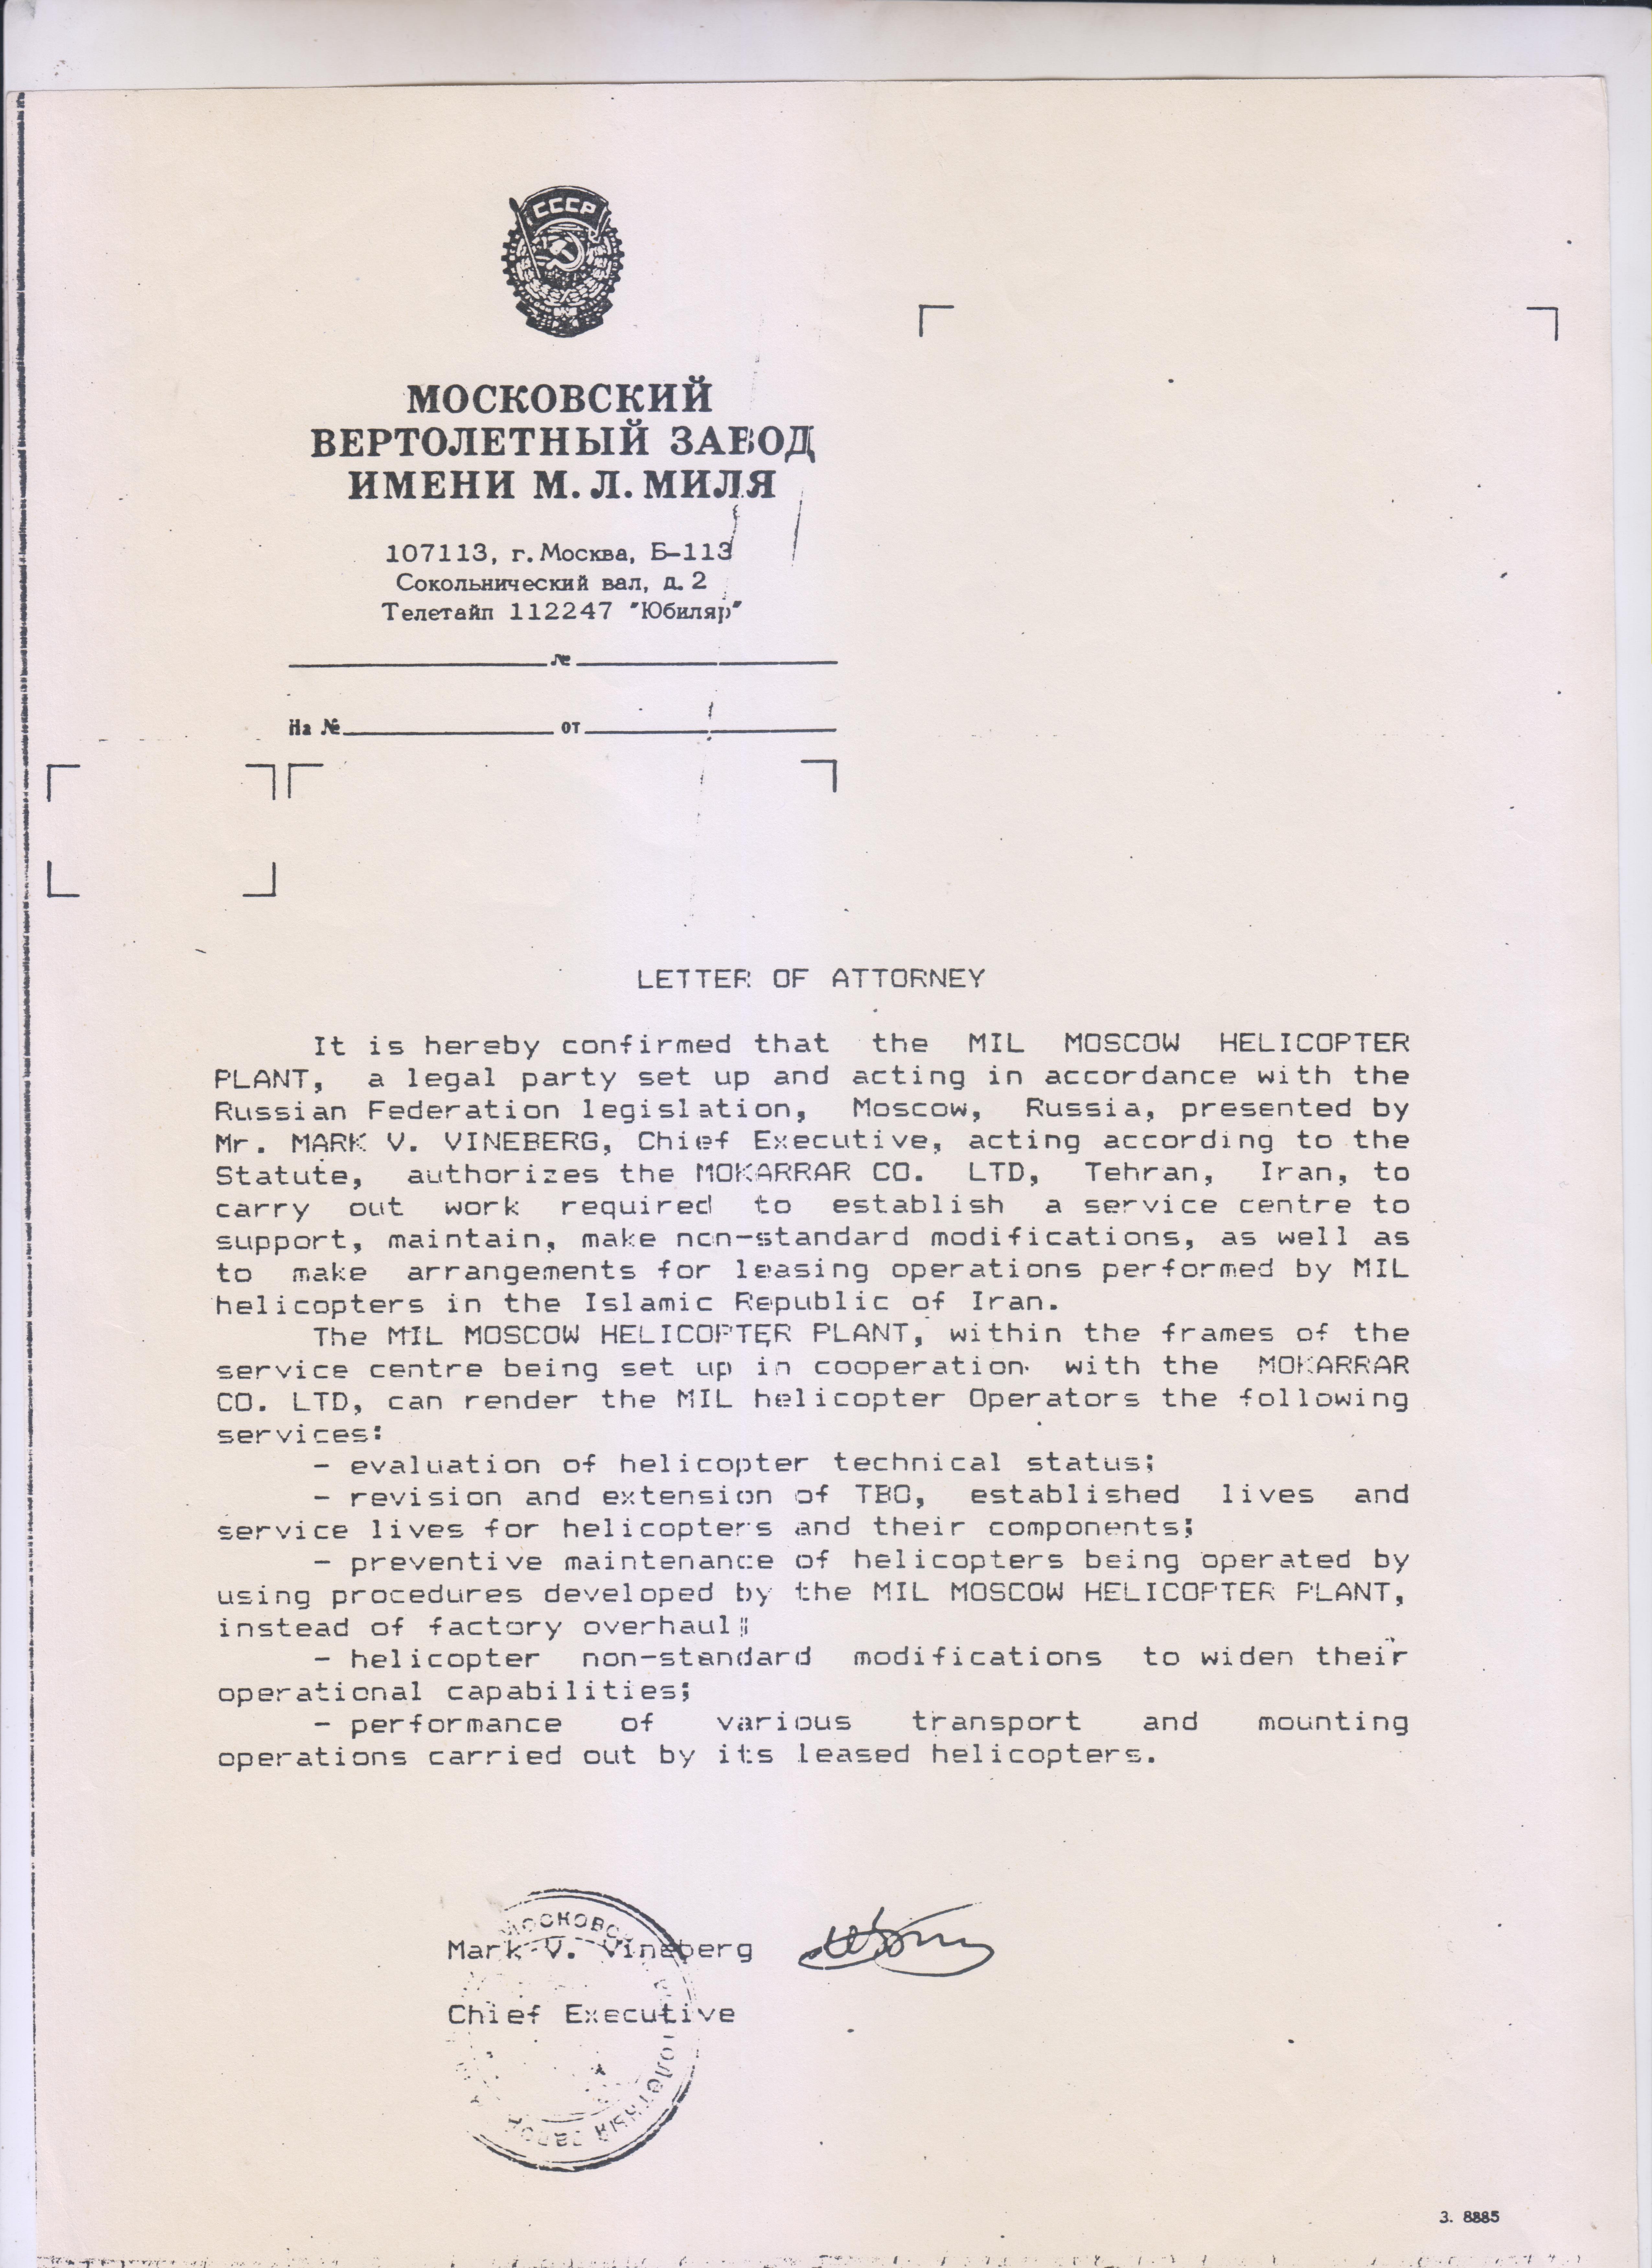 СССР
МОСКОВСКИЙ
ВЕРТОЛЕТНЫЙ ЗАВОД
ИМЕНИ М. Л. МИЛЯ
107113, г. Москва, Б-113
Сокольнический вал, д. 2
Телетайп 112247 "Юбиляр"
№
На № от
LETTER OF ATTORNEY
It is hereby confirmed that the MIL MOSCOW HELICOPTER
PLANT, a legal party set up and acting in accordance with the
Russian Federation legislation, Moscow, Russia, presented by
Mr. MARK V. VINEBERG, Chief Executive, acting according to the
Statute, authorizes the MOKARRAR CO. LTD, Tehran, Iran, to
carry out work required to establish a service centre to
support, maintain, make non-standard modifications, as well as
to make arrangements for leasing operations performed by MIL
helicopters in the Islamic Republic of Iran.
The MIL MOSCOW HELICOPTER PLANT, within the frames of the
service centre being set up in cooperation with the MOKARRAR
CO. LTD, can render the MIL helicopter Operators the following
services:
- evaluation of helicopter technical status;
- revision and extension of TBO, established lives and
service lives for helicopters and their components;
- preventive maintenance of helicopters being operated by
using procedures developed by the MIL MOSCOW HELICOPTER PLANT,
instead of factory overhaul;
- helicopter non-standard modifications to widen their
operational capabilities;
- performance of various transport and mounting
operations carried out by its leased helicopters.
Mark V. Vineberg
Chief Executive
З. 8885